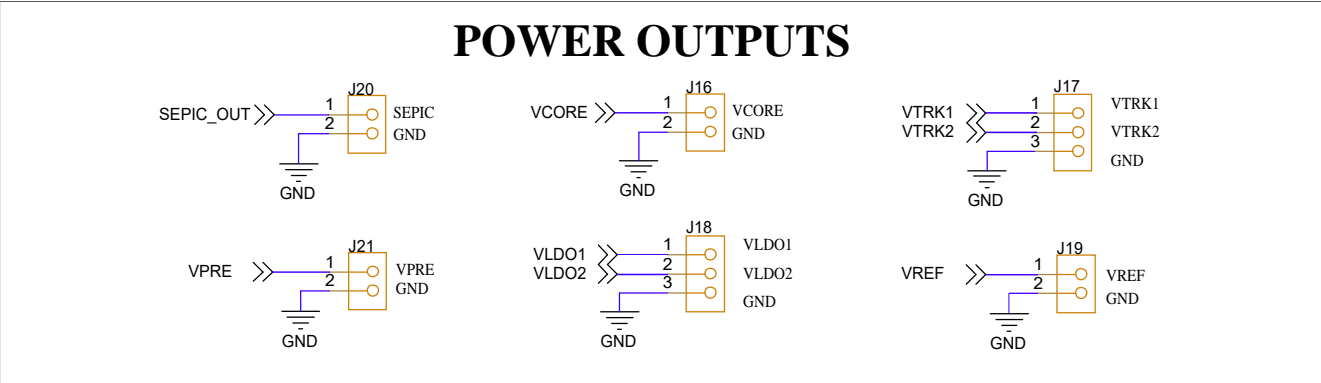 POWER OUTPUTS
J20
SEPIC_OUT 1 SEPIC
2 GND
GND
J16
VCORE 1 VCORE
2 GND
GND
J17
VTRK1 1 VTRK1
VTRK2 2 VTRK2
3 GND
GND
J21
VPRE 1 VPRE
2 GND
GND
J18
VLDO1 1 VLDO1
VLDO2 2 VLDO2
3 GND
GND
J19
VREF 1 VREF
2 GND
GND